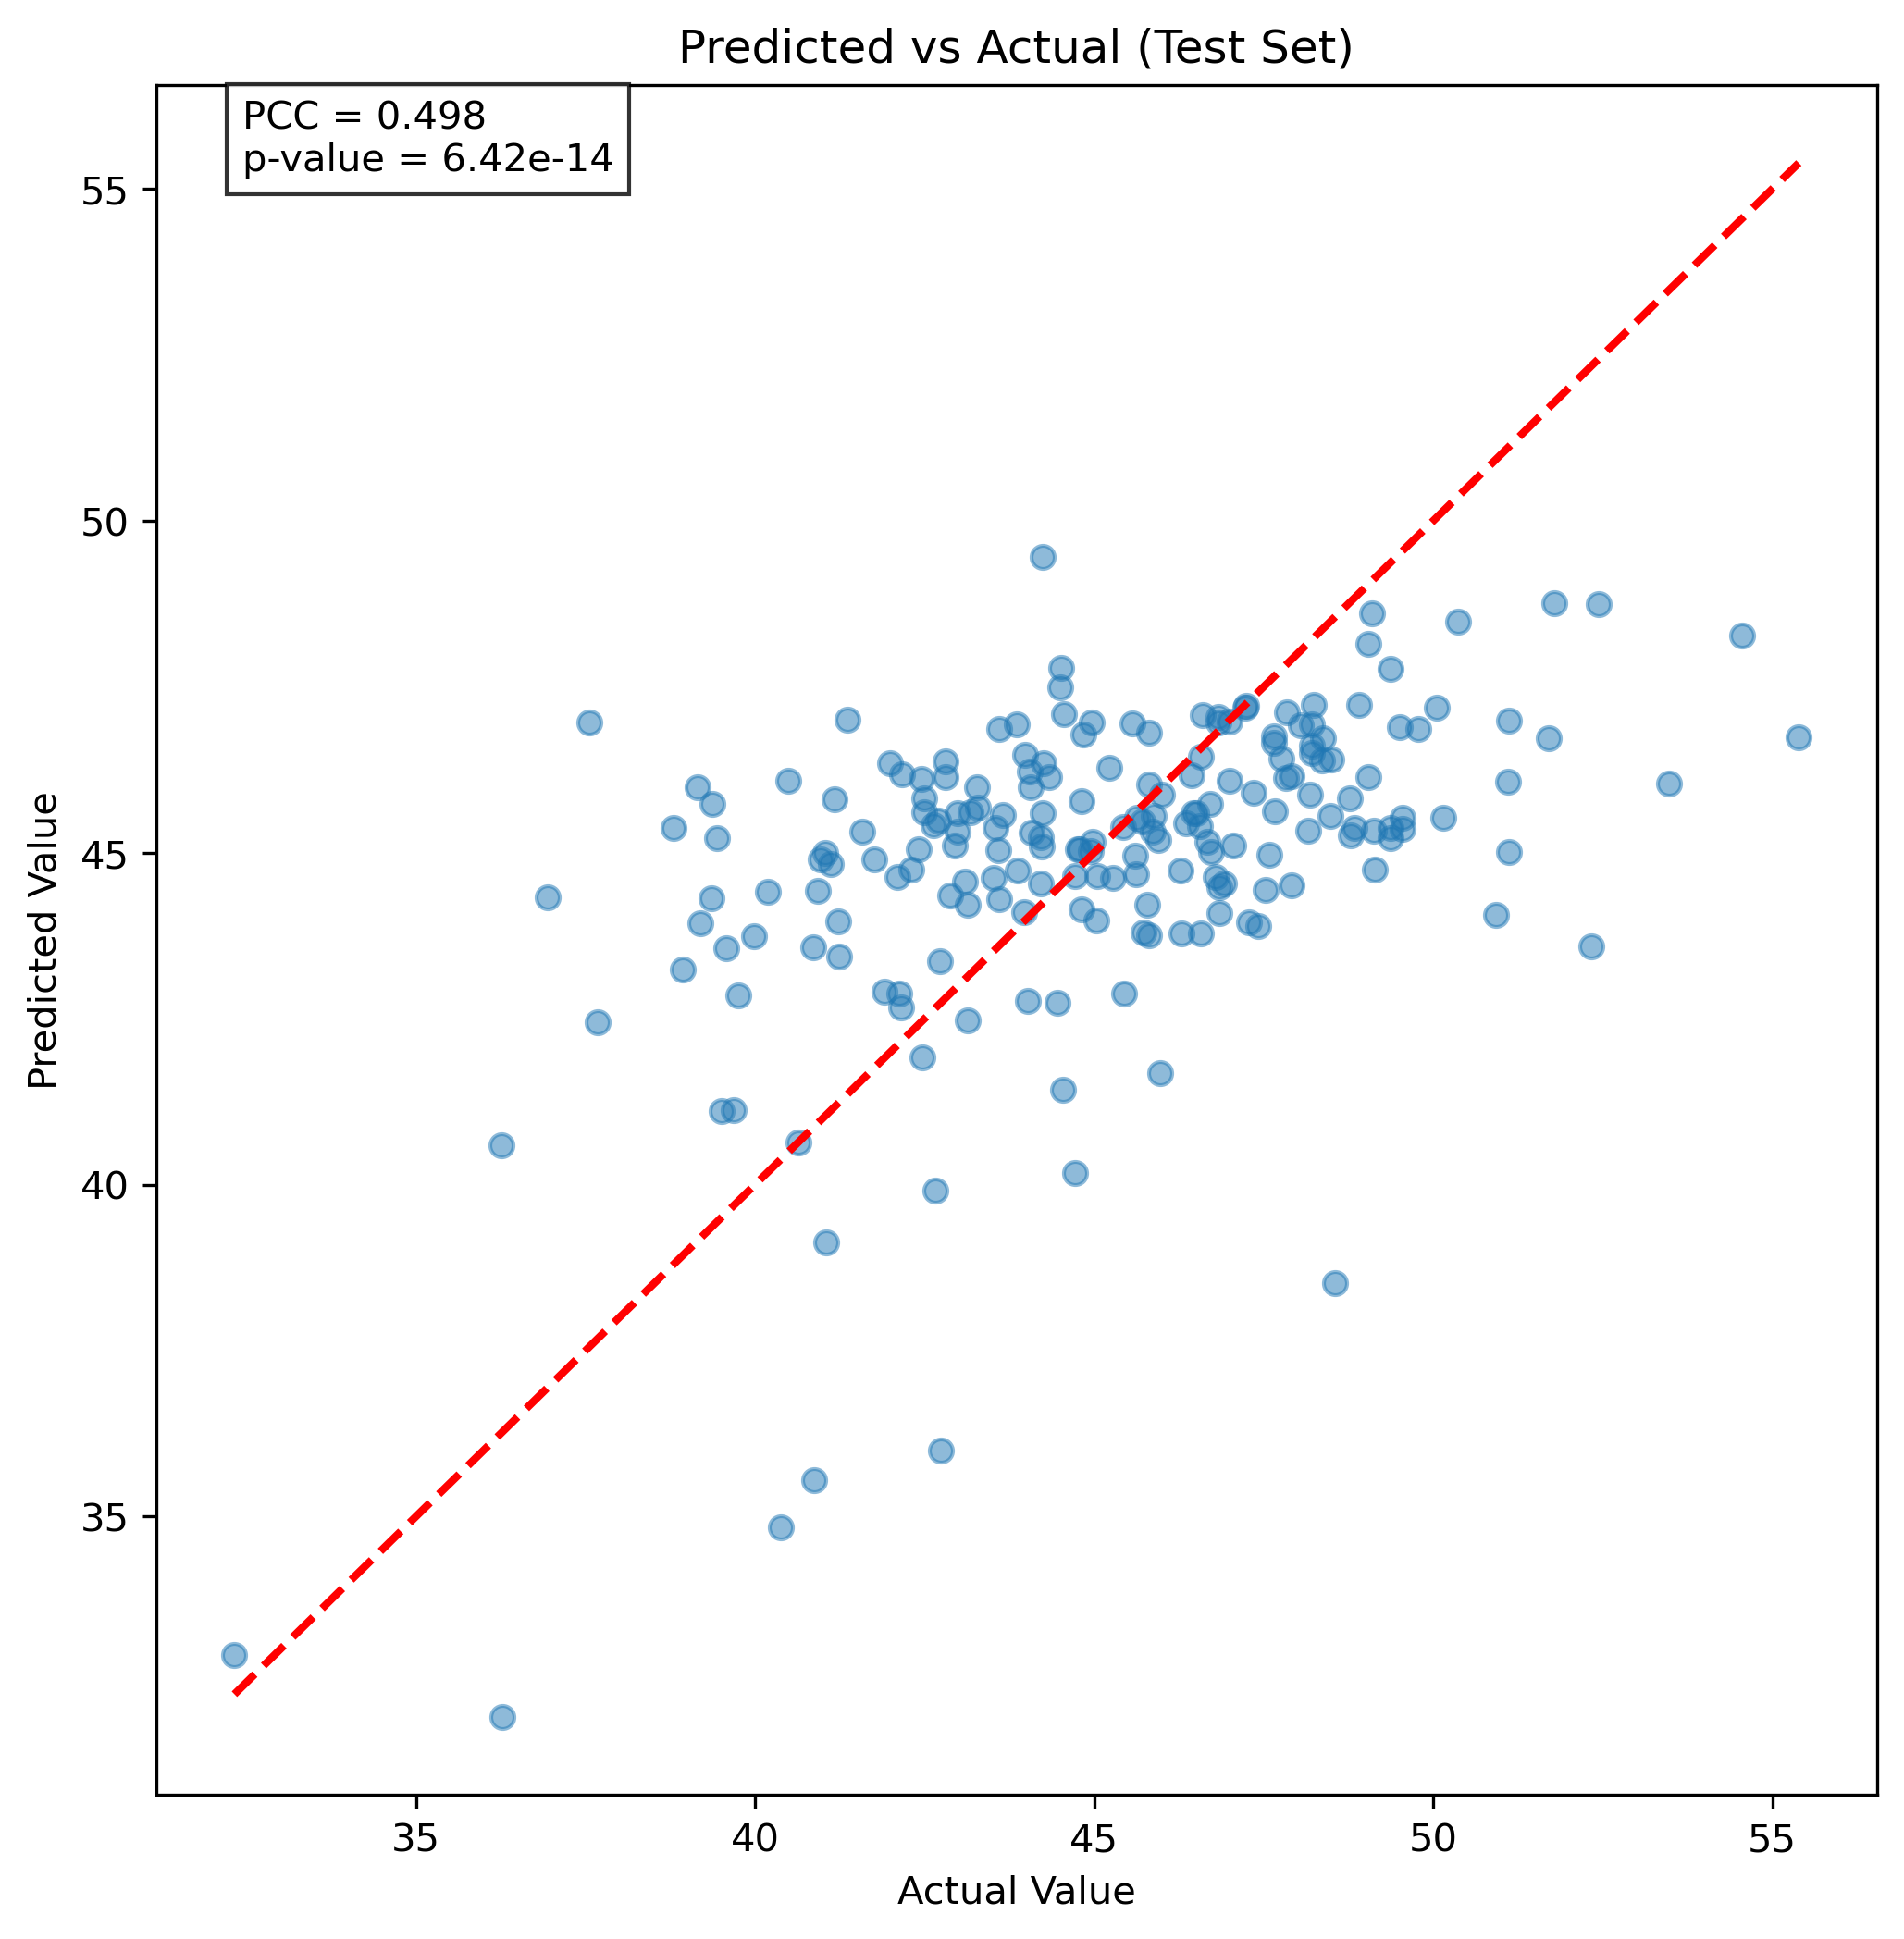 Predicted vs Actual (Test Set)
PCC = 0.498
p-value = 6.42e-14
55
50
45
40
35
Predicted Value
35
40
45
50
55
Actual Value